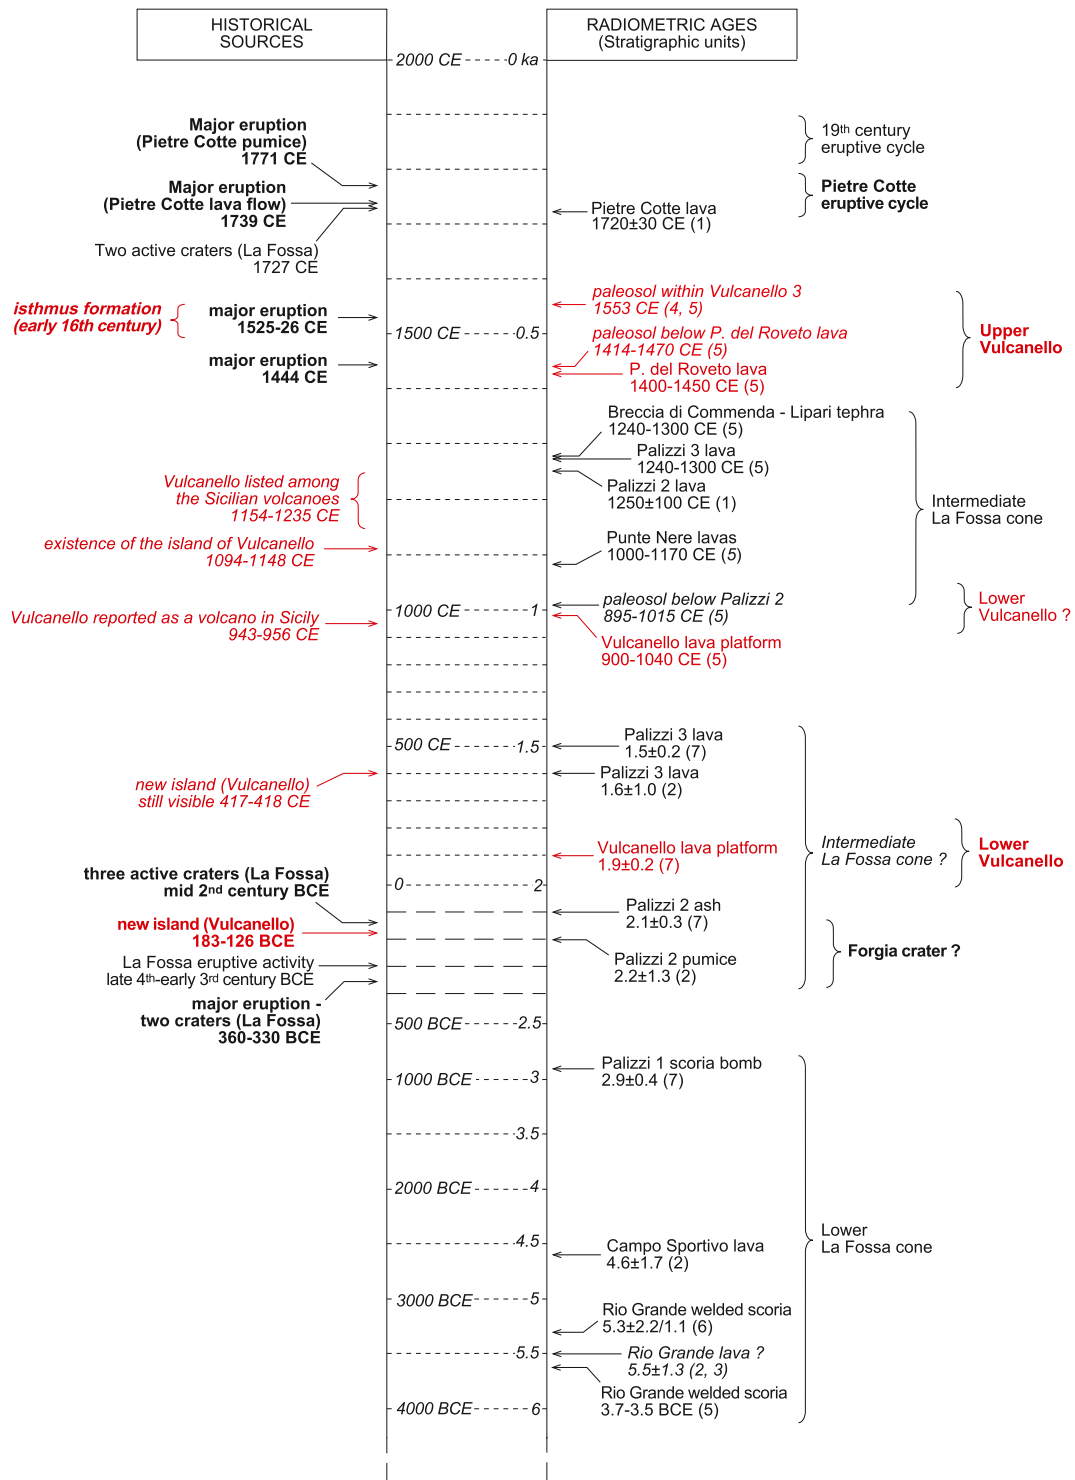 HISTORICAL
SOURCES
RADIOMETRIC AGES
(Stratigraphic units)
2000 CE
0 ka
Major eruption
(Pietre Cotte pumice)
1771 CE
19th century
eruptive cycle
Major eruption
(Pietre Cotte lava flow)
1739 CE
Pietre Cotte
eruptive cycle
Pietre Cotte lava
1720±30 CE (1)
Two active craters (La Fossa)
1727 CE
isthmus formation
(early 16th century)
major eruption
1525-26 CE
paleosol within Vulcanello 3
1553 CE (4, 5)
1500 CE
0.5
paleosol below P. del Roveto lava
1414-1470 CE (5)
Upper
Vulcanello
major eruption
1444 CE
P. del Roveto lava
1400-1450 CE (5)
Breccia di Commenda - Lipari tephra
1240-1300 CE (5)
Palizzi 3 lava
1240-1300 CE (5)
Vulcanello listed among
the Sicilian volcanoes
1154-1235 CE
Palizzi 2 lava
1250±100 CE (1)
Intermediate
La Fossa cone
existence of the island of Vulcanello
1094-1148 CE
Punte Nere lavas
1000-1170 CE (5)
1000 CE
1
paleosol below Palizzi 2
895-1015 CE (5)
Lower
Vulcanello ?
Vulcanello reported as a volcano in Sicily
943-956 CE
Vulcanello lava platform
900-1040 CE (5)
500 CE
1.5
Palizzi 3 lava
1.5±0.2 (7)
new island (Vulcanello)
still visible 417-418 CE
Palizzi 3 lava
1.6±1.0 (2)
Vulcanello lava platform
1.9±0.2 (7)
Intermediate
La Fossa cone ?
Lower
Vulcanello
three active craters (La Fossa)
mid 2nd century BCE
0
2
Palizzi 2 ash
2.1±0.3 (7)
new island (Vulcanello)
183-126 BCE
Forgia crater ?
La Fossa eruptive activity
late 4th-early 3rd century BCE
Palizzi 2 pumice
2.2±1.3 (2)
major eruption -
two craters (La Fossa)
360-330 BCE
500 BCE
2.5
Palizzi 1 scoria bomb
2.9±0.4 (7)
1000 BCE
3
3.5
2000 BCE
4
4.5
Campo Sportivo lava
4.6±1.7 (2)
Lower
La Fossa cone
3000 BCE
5
Rio Grande welded scoria
5.3±2.2/1.1 (6)
5.5
Rio Grande lava ?
5.5±1.3 (2, 3)
Rio Grande welded scoria
3.7-3.5 BCE (5)
4000 BCE
6